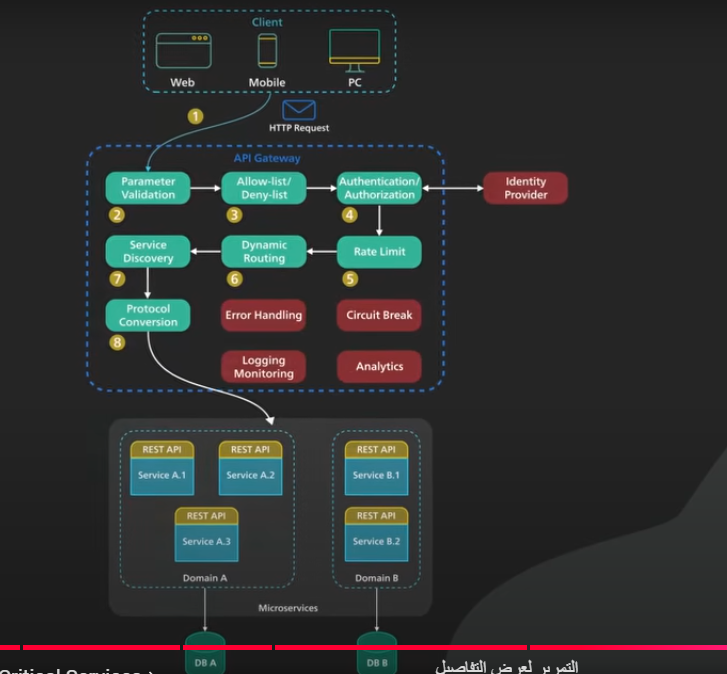 Client
Web
Mobile
PC
1
HTTP Request
API Gateway
Parameter
Validation
2
Allow-list/
Deny-list
3
Authentication/
Authorization
4
Identity
Provider
Service
Discovery
7
Dynamic
Routing
6
Rate Limit
5
Protocol
Conversion
8
Error Handling
Circuit Break
Logging
Monitoring
Analytics
REST API
Service A.1
REST API
Service A.2
REST API
Service B.1
REST API
Service A.3
REST API
Service B.2
Domain A
Domain B
Microservices
DB A
DB B
Critical Services ›
التمرير لعرض التفاصيل